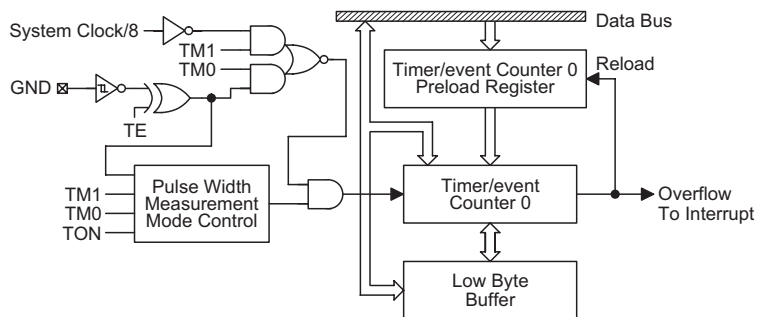 System Clock/8
TM1
TM0
GND
TE
Data Bus
Timer/event Counter 0
Preload Register
Reload
TM1
TM0
TON
Pulse Width
Measurement
Mode Control
Timer/event
Counter 0
Overflow
To Interrupt
Low Byte
Buffer